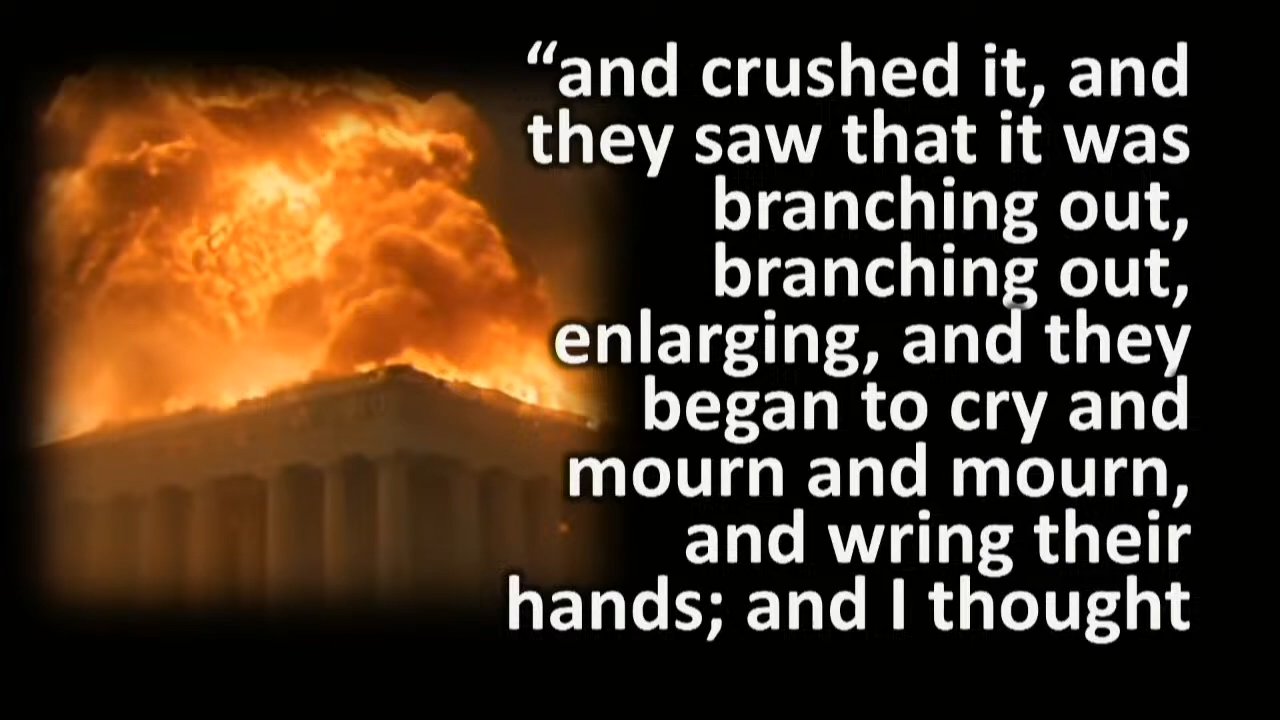 “and crushed it, and
they saw that it was
branching out,
branching out,
enlarging, and they
began to cry and
mourn and mourn,
and wring their
hands; and I thought